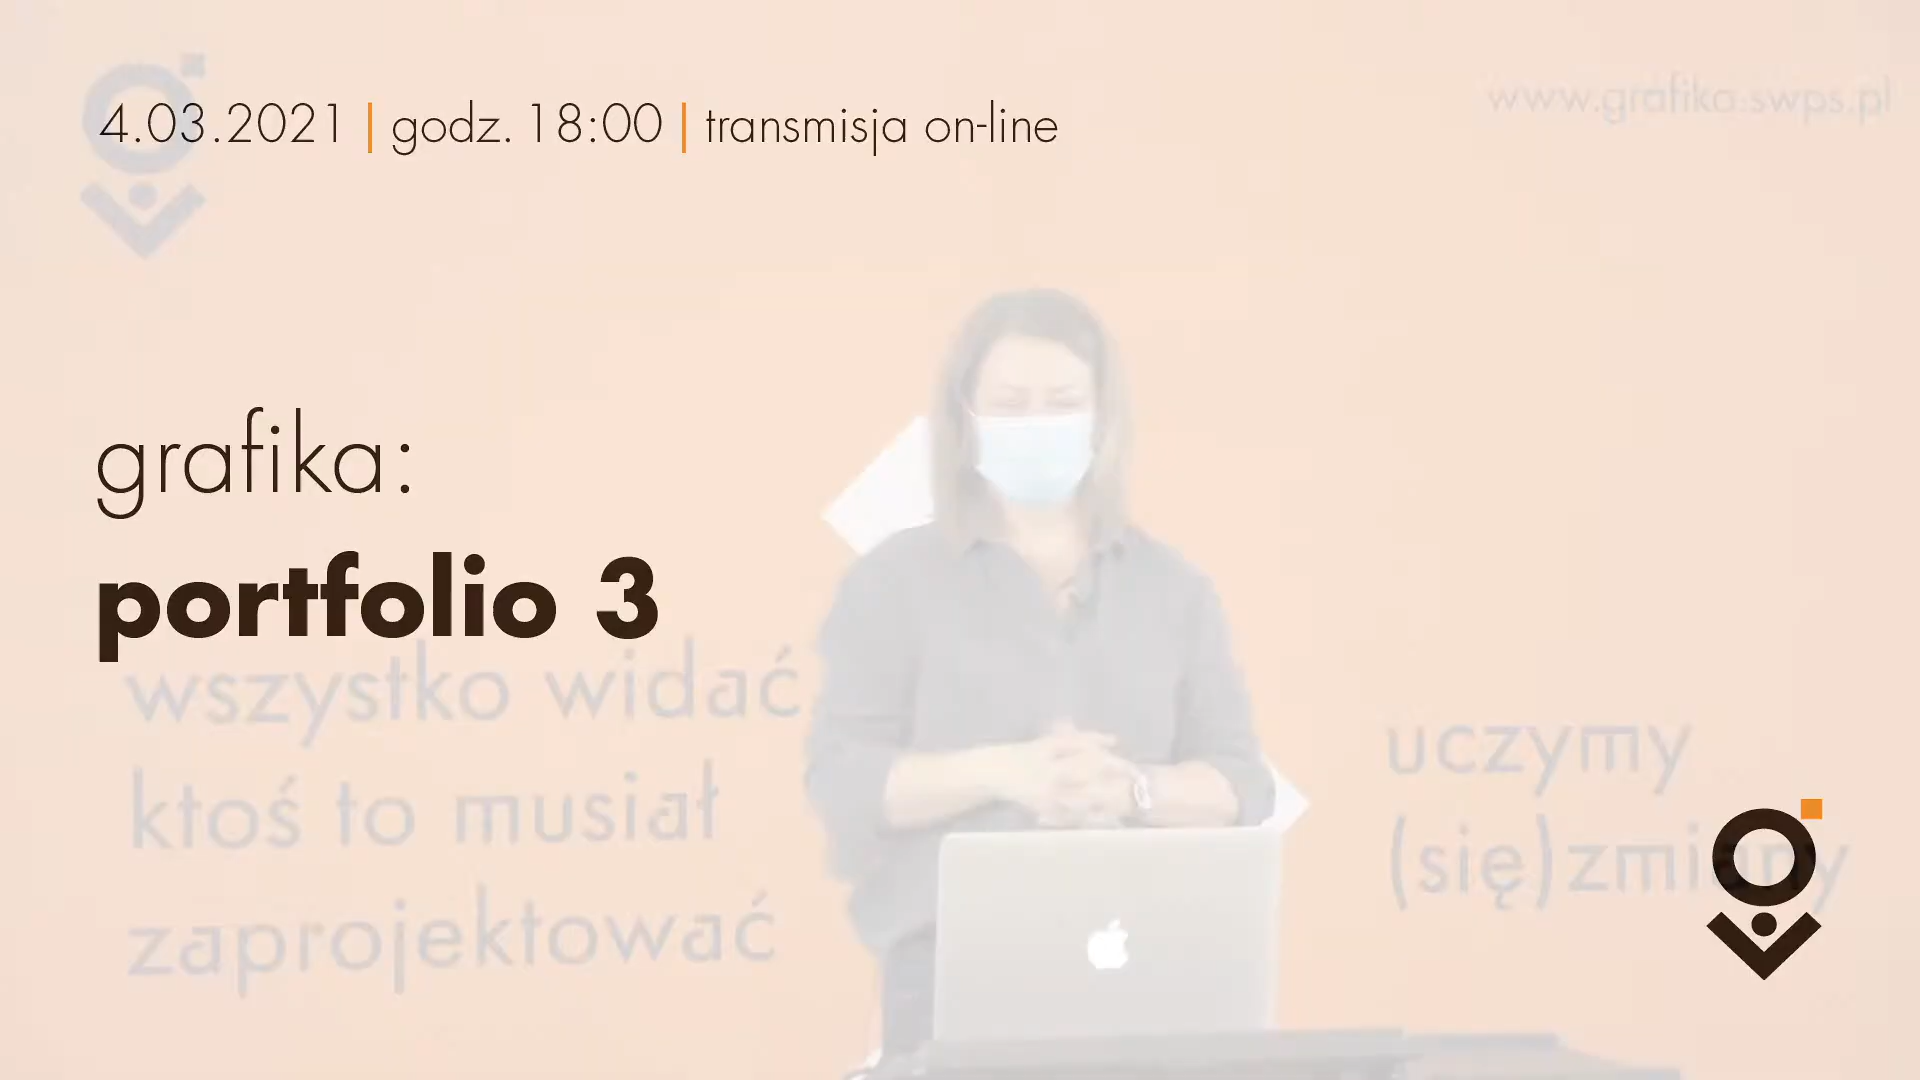 4.03.2021 | godz. 18:00 | transmisja on-line
www.grafika.swps.pl
grafika:
portfolio 3
wszystko widać
ktoś to musiał
zaprojektować
uczymy
(się)zmiany